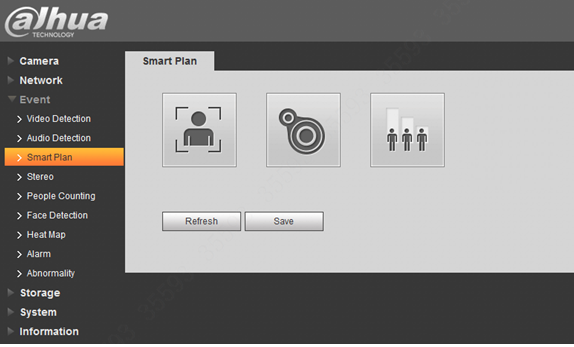 alhua
TECHNOLOGY
Smart Plan
Camera
Network
Event
Video Detection
Audio Detection
Smart Plan
Stereo
People Counting
Face Detection
Heat Map
Alarm
Abnormality
Storage
System
Information
Refresh
Save